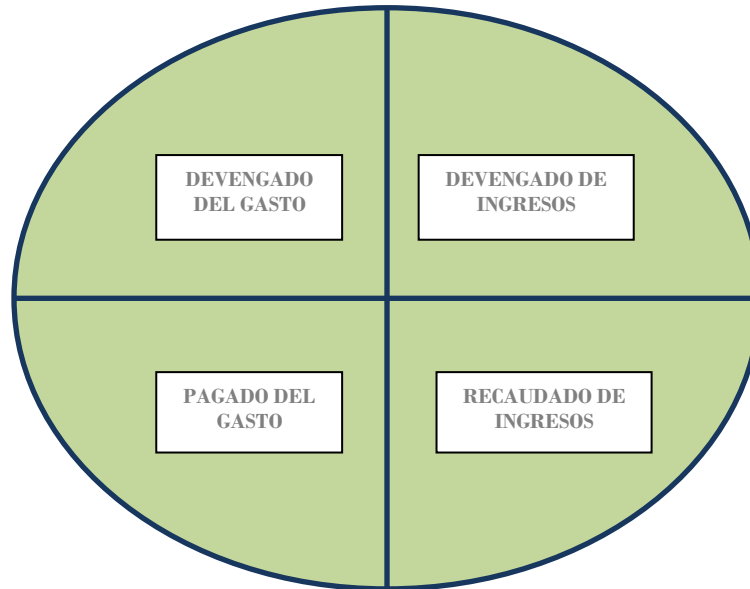 DEVENGADO
DEL GASTO
DEVENGADO DE
INGRESOS
PAGADO DEL
GASTO
RECAUDADO DE
INGRESOS